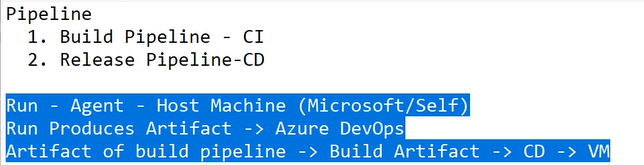 Pipeline
1. Build Pipeline - CI
2. Release Pipeline-CD
Run - Agent - Host Machine (Microsoft/Self)
Run Produces Artifact -> Azure DevOps
Artifact of build pipeline -> Build Artifact -> CD -> VM